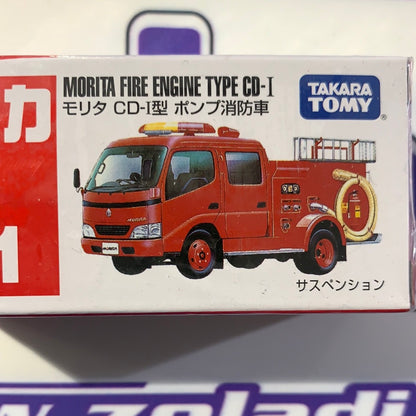 MORITA FIRE ENGINE TYPE CD-I
モリタ CD-I型 ポンプ消防車
TAKARA
TOMY
カ
1
MORITA
サスペンション